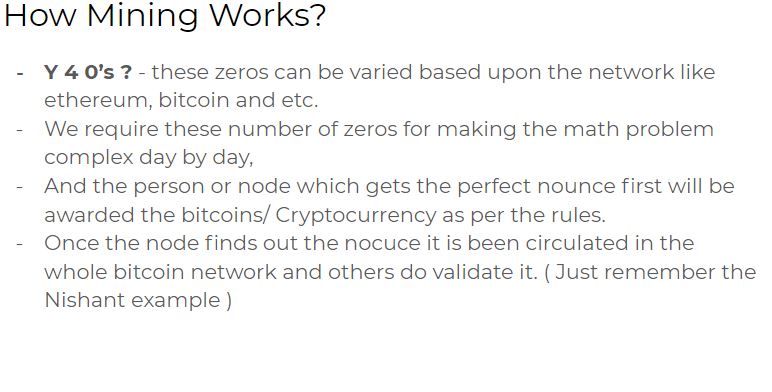 How Mining Works?
- Y 4 0’s ? - these zeros can be varied based upon the network like
ethereum, bitcoin and etc.
- We require these number of zeros for making the math problem
complex day by day,
- And the person or node which gets the perfect nounce first will be
awarded the bitcoins/ Cryptocurrency as per the rules.
- Once the node finds out the nocuce it is been circulated in the
whole bitcoin network and others do validate it. ( Just remember the
Nishant example )